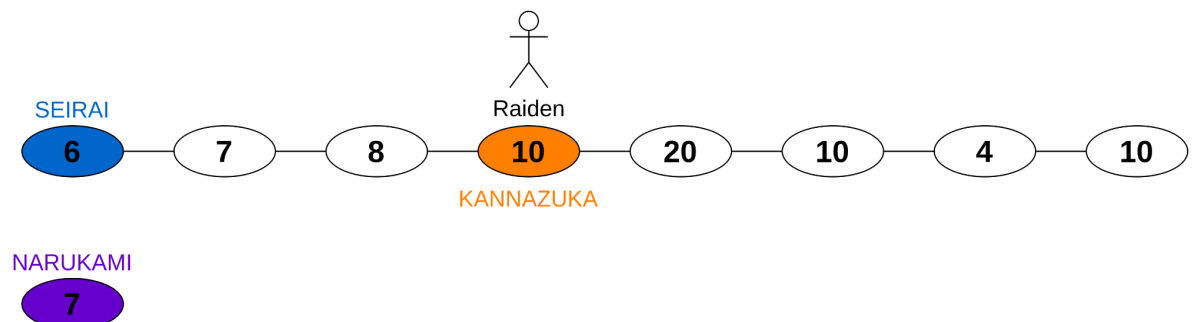 Raiden
SEIRAI
6 7 8 10 20 10 4 10
KANNAZUKA
NARUKAMI
7